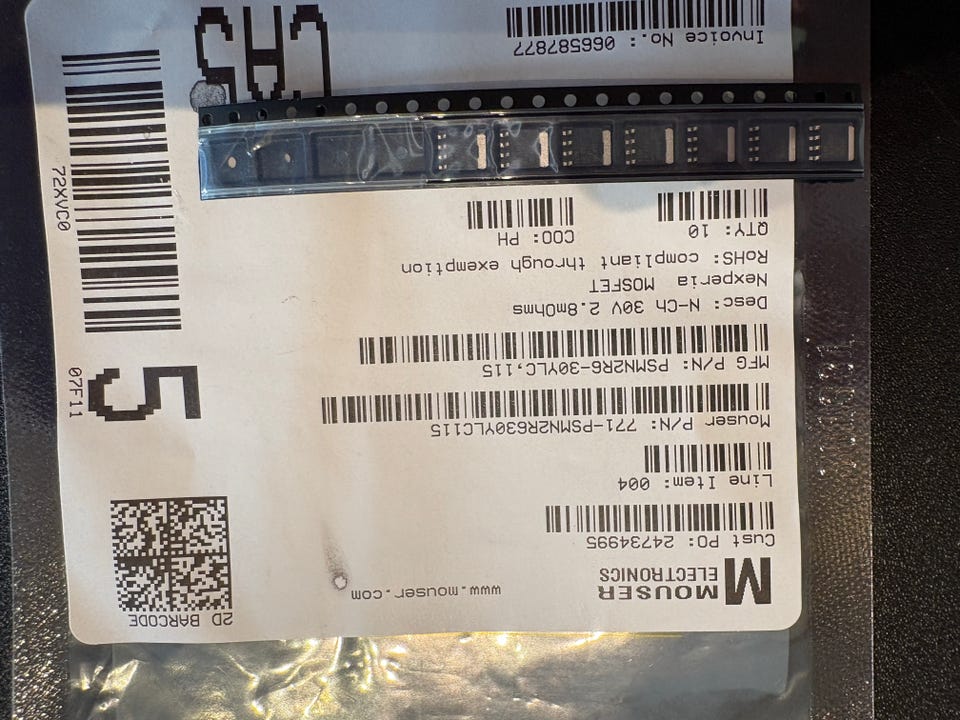 MOUSER
ELECTRONICS
www.mouser.com
2D BARCODE
Cust PO: 24734995
Line Item: 004
Mouser P/N: 771-PSMN2R630YLC115
MFG P/N: PSMN2R6-30YLC,115
Desc: N-Ch 30V 2.8mOhms
Nexperia MOSFET
RoHS: compliant through exemption
QTY: 10 COO: PH
Invoice No.: 066587877
07F11
5
72XVC0